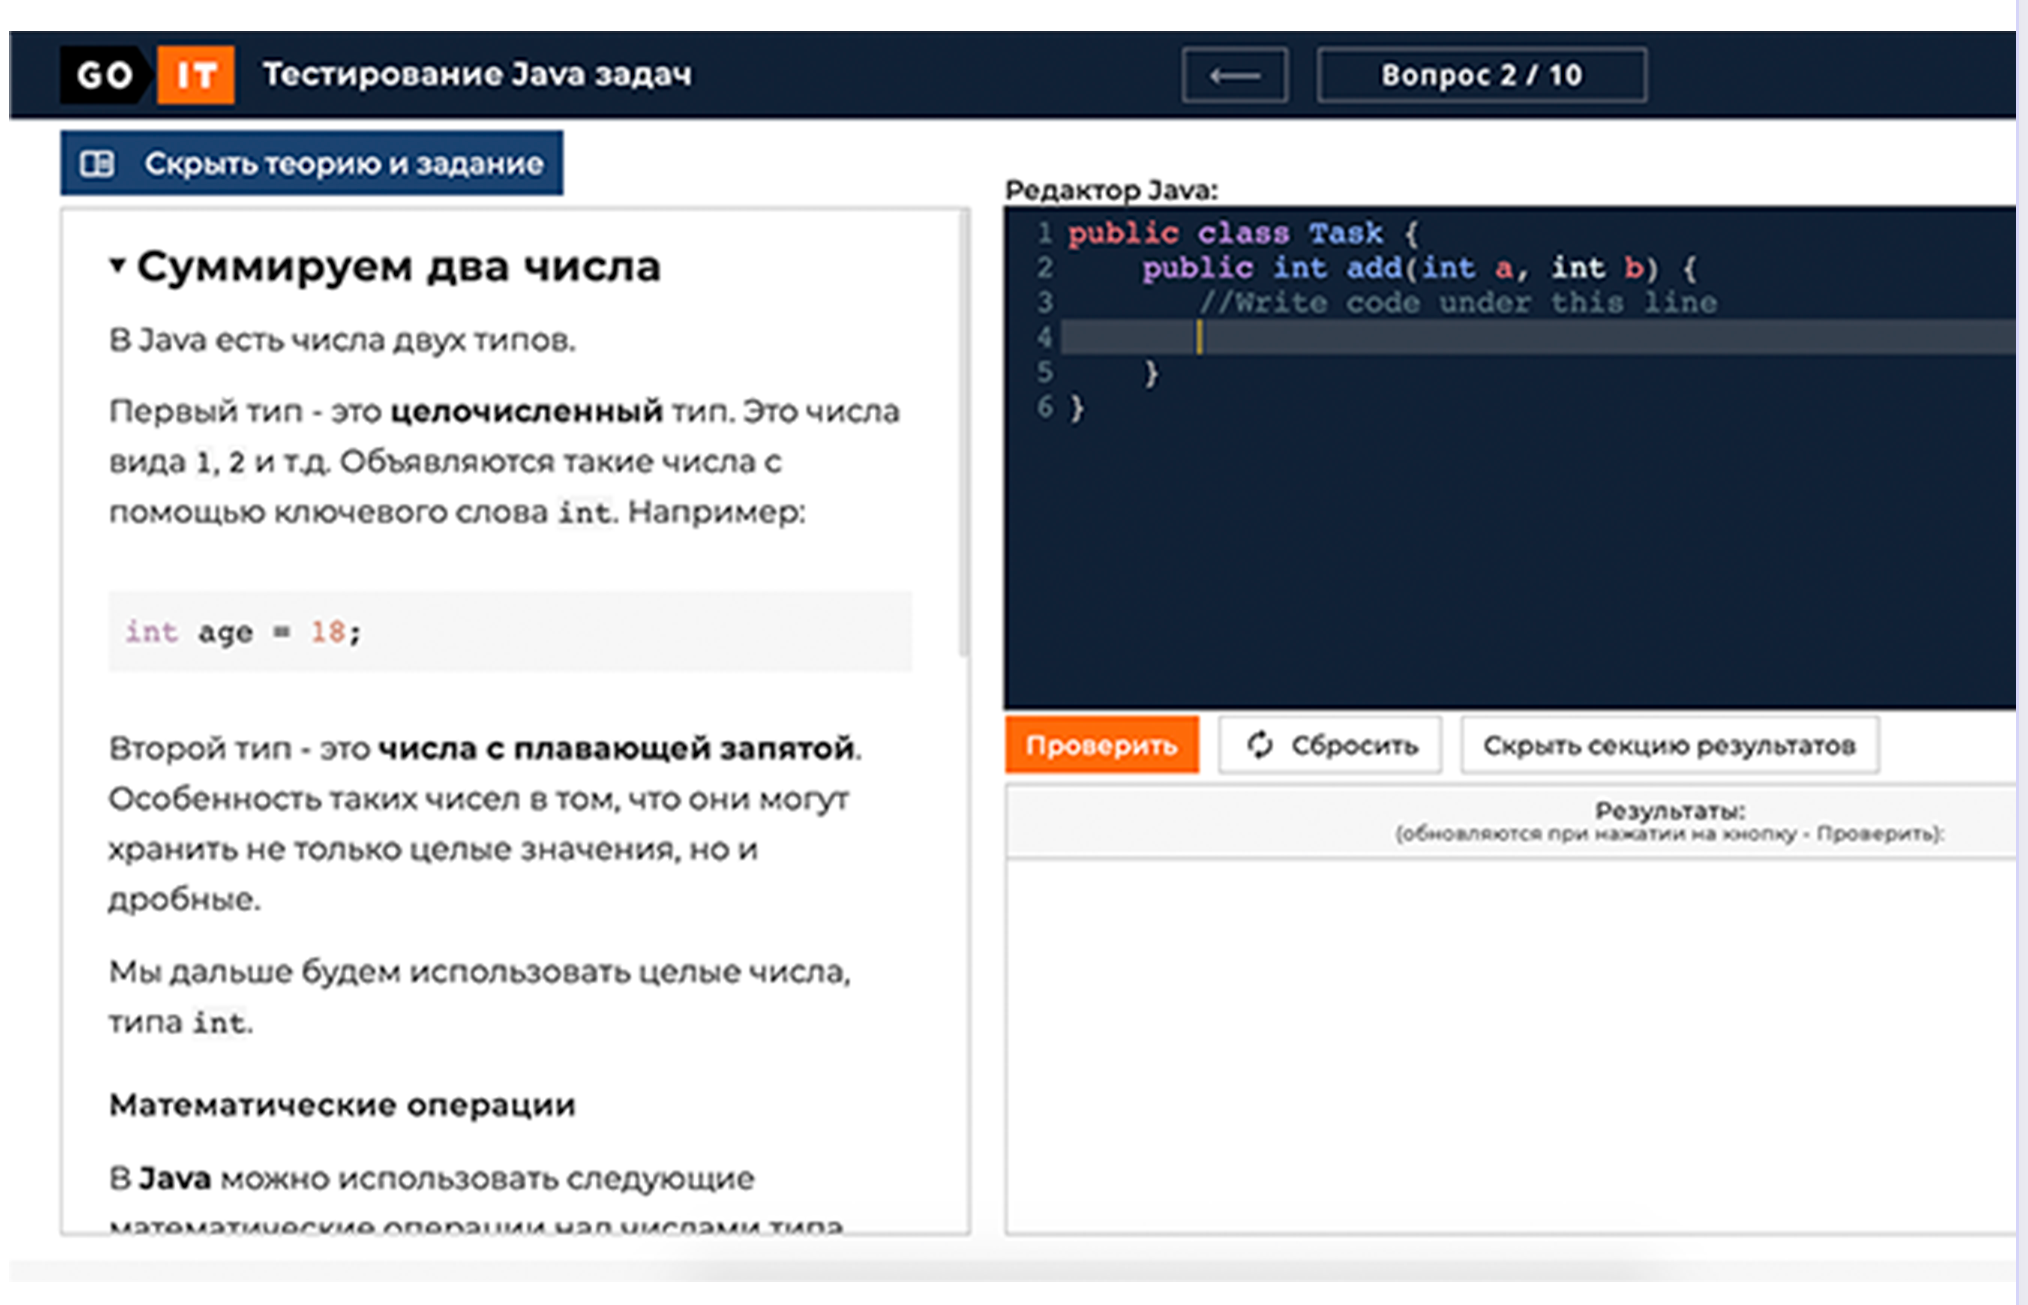 GO IT Тестирование Java задач
Вопрос 2 / 10
Скрыть теорию и задание
▾ Суммируем два числа
В Java есть числа двух типов.
Первый тип - это целочисленный тип. Это числа
вида 1, 2 и т.д. Объявляются такие числа с
помощью ключевого слова int. Например:
int age = 18;
Второй тип - это числа с плавающей запятой.
Особенность таких чисел в том, что они могут
хранить не только целые значения, но и
дробные.
Мы дальше будем использовать целые числа,
типа int.
Математические операции
В Java можно использовать следующие
математические операции над числами типа
Редактор Java:
1 public class Task {
2 public int add(int a, int b) {
3 //Write code under this line
4
5 }
6 }
Проверить
Сбросить
Скрыть секцию результатов
Результаты:
(обновляются при нажатии на кнопку - Проверить):